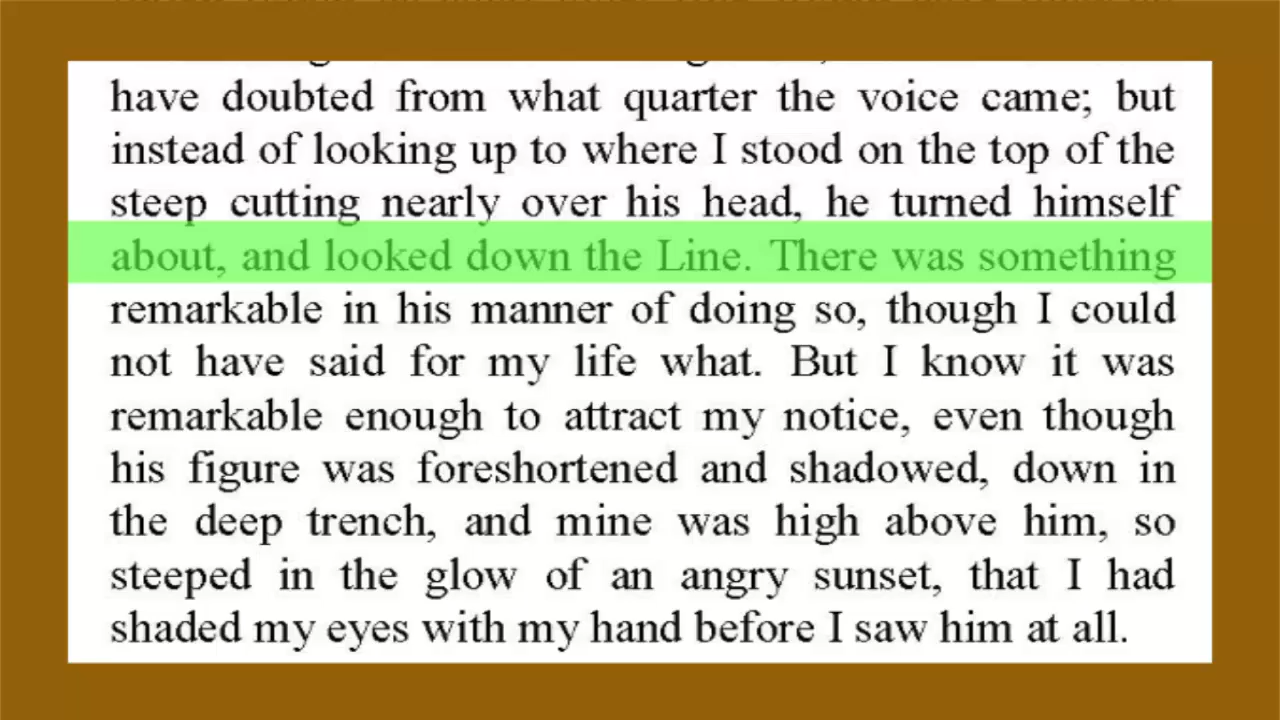 have doubted from what quarter the voice came; but
instead of looking up to where I stood on the top of the
steep cutting nearly over his head, he turned himself
about, and looked down the Line. There was something
remarkable in his manner of doing so, though I could
not have said for my life what. But I know it was
remarkable enough to attract my notice, even though
his figure was foreshortened and shadowed, down in
the deep trench, and mine was high above him, so
steeped in the glow of an angry sunset, that I had
shaded my eyes with my hand before I saw him at all.